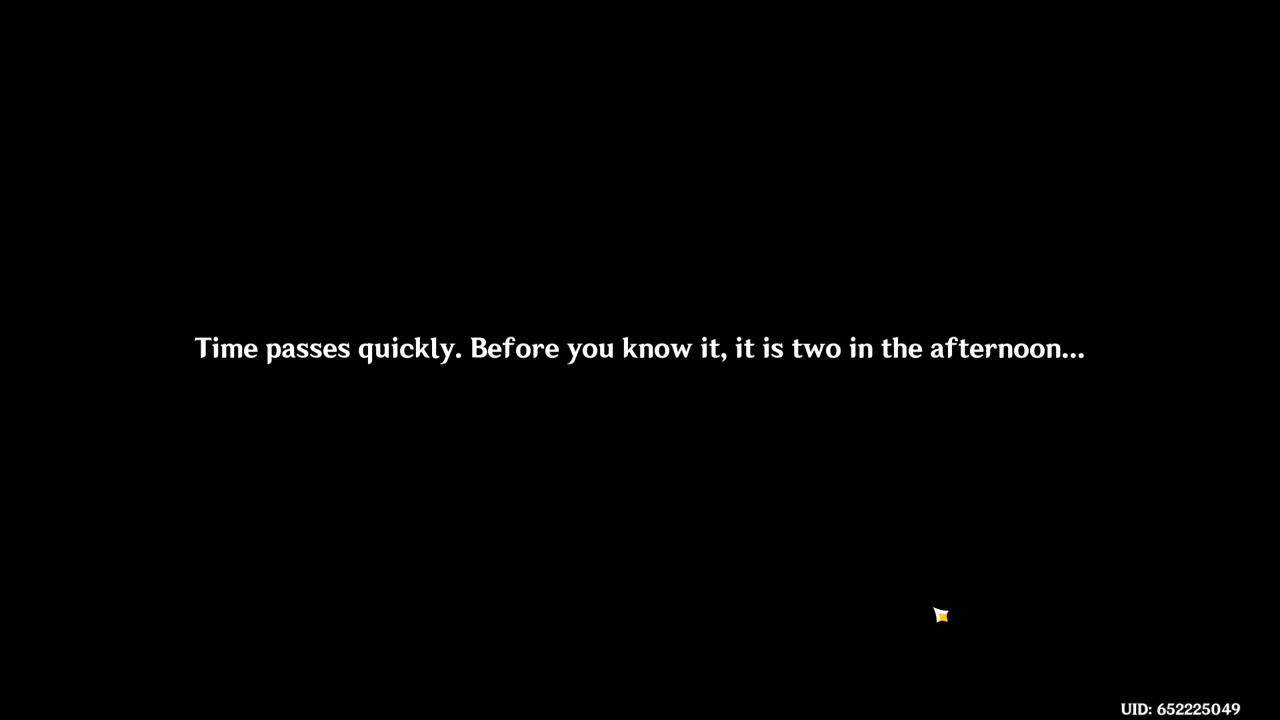 Time passes quickly. Before you know it, it is two in the afternoon...
UID: 652225049